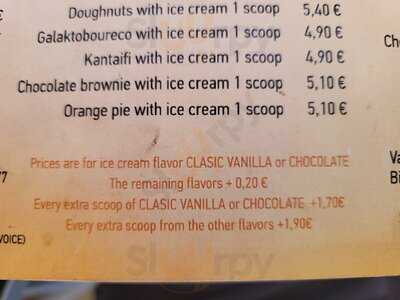 Doughnuts with ice cream 1 scoop 5,40 €
Galaktoboureco with ice cream 1 scoop 4,90 €
Kantaifi with ice cream 1 scoop 4,90 €
Chocolate brownie with ice cream 1 scoop 5,10 €
Orange pie with ice cream 1 scoop 5,10 €
Prices are for ice cream flavor CLASIC VANILLA or CHOCOLATE
The remaining flavors + 0,20 €
Every extra scoop of CLASIC VANILLA or CHOCOLATE +1,70€
Every extra scoop from the other flavors +1,90€